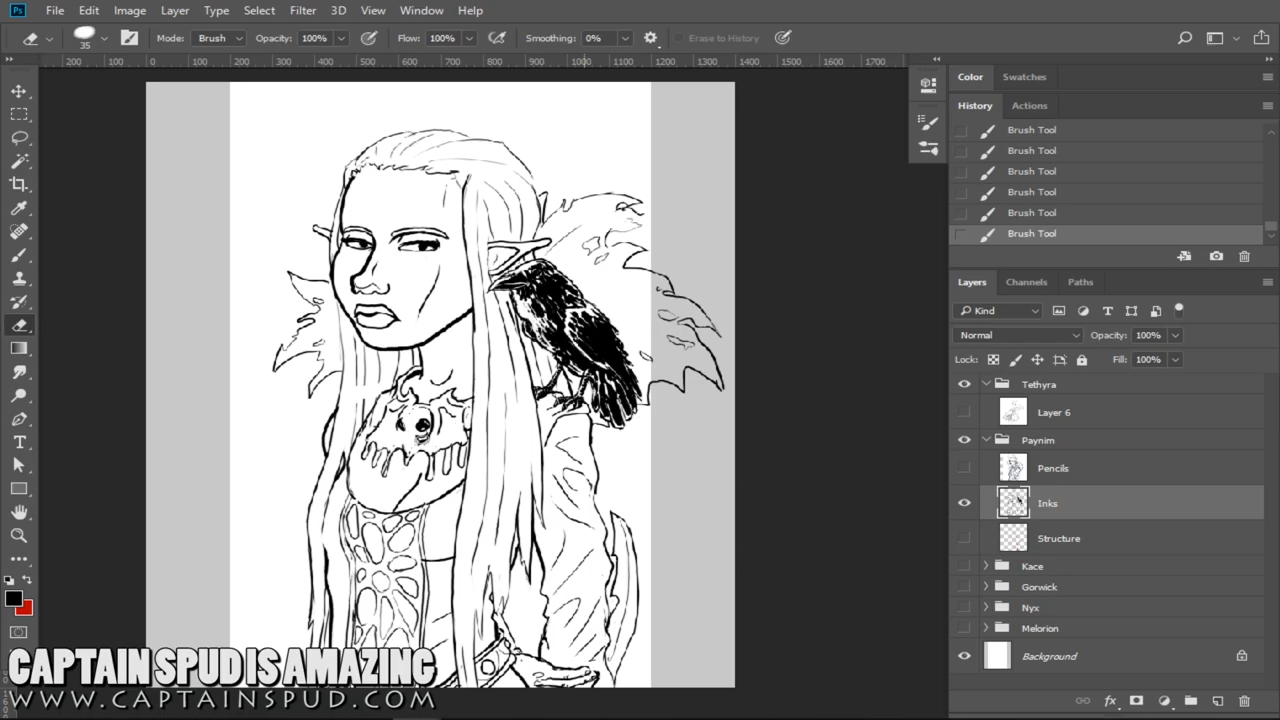 Ps File Edit Image Layer Type Select Filter 3D View Window Help
35 Mode: Brush Opacity: 100% Flow: 100% Smoothing: 0% Erase to History
200 100 0 100 200 300 400 500 600 700 800 900 1000 1100 1200 1300 1400 1500 1600 1700
Color Swatches
History Actions
Brush Tool
Brush Tool
Brush Tool
Brush Tool
Brush Tool
Brush Tool
Layers Channels Paths
Kind
Normal Opacity: 100%
Lock: Fill: 100%
Tethyra
Layer 6
Paynim
Pencils
Inks
Structure
Kace
Gorwick
Nyx
Melorion
Background
CAPTAIN SPUD IS AMAZING
WWW.CAPTAINSPUD.COM